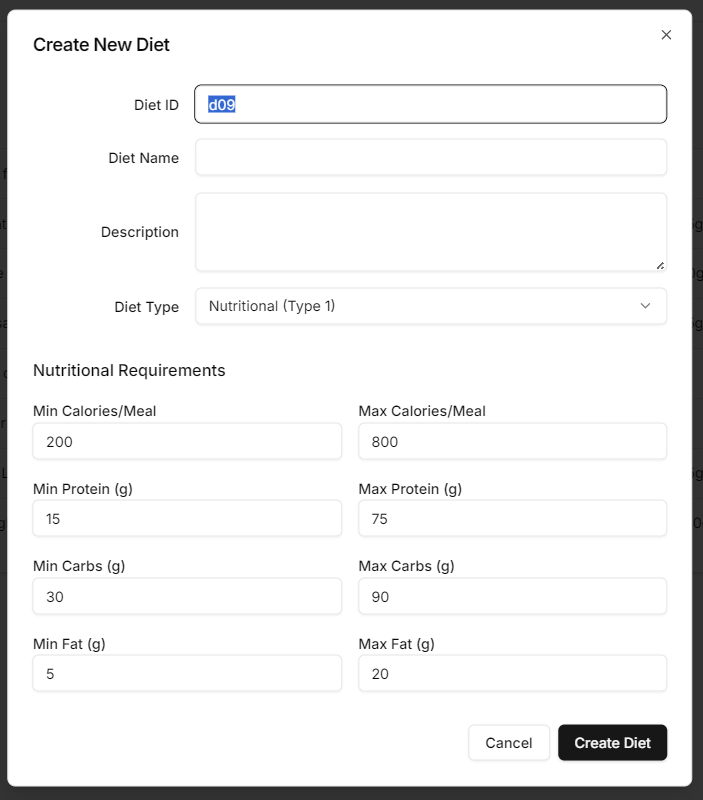 Create New Diet
Diet ID d09
Diet Name
Description
Diet Type Nutritional (Type 1)
Nutritional Requirements
Min Calories/Meal Max Calories/Meal
200 800
Min Protein (g) Max Protein (g)
15 75
Min Carbs (g) Max Carbs (g)
30 90
Min Fat (g) Max Fat (g)
5 20
Cancel Create Diet